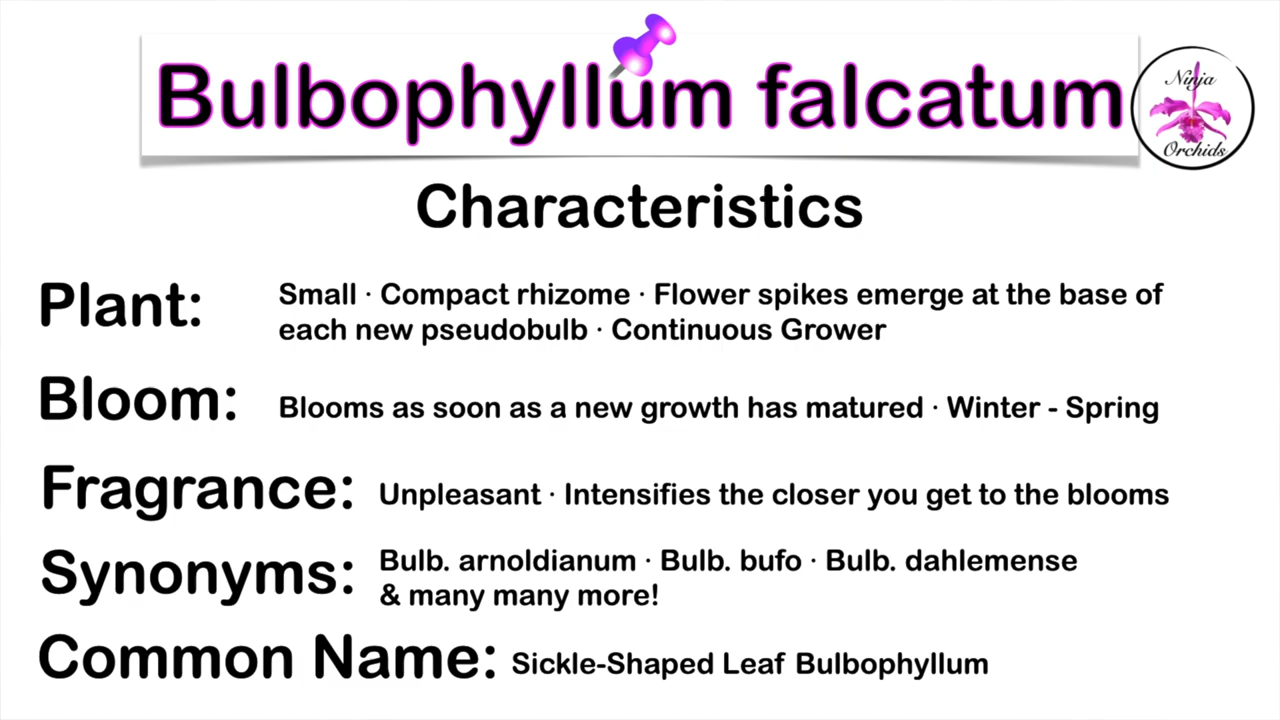 Bulbophyllum falcatum
Ninja
Orchids
Characteristics
Plant: Small · Compact rhizome · Flower spikes emerge at the base of
each new pseudobulb · Continuous Grower
Bloom: Blooms as soon as a new growth has matured · Winter - Spring
Fragrance: Unpleasant · Intensifies the closer you get to the blooms
Synonyms: Bulb. arnoldianum · Bulb. bufo · Bulb. dahlemense
& many many more!
Common Name: Sickle-Shaped Leaf Bulbophyllum